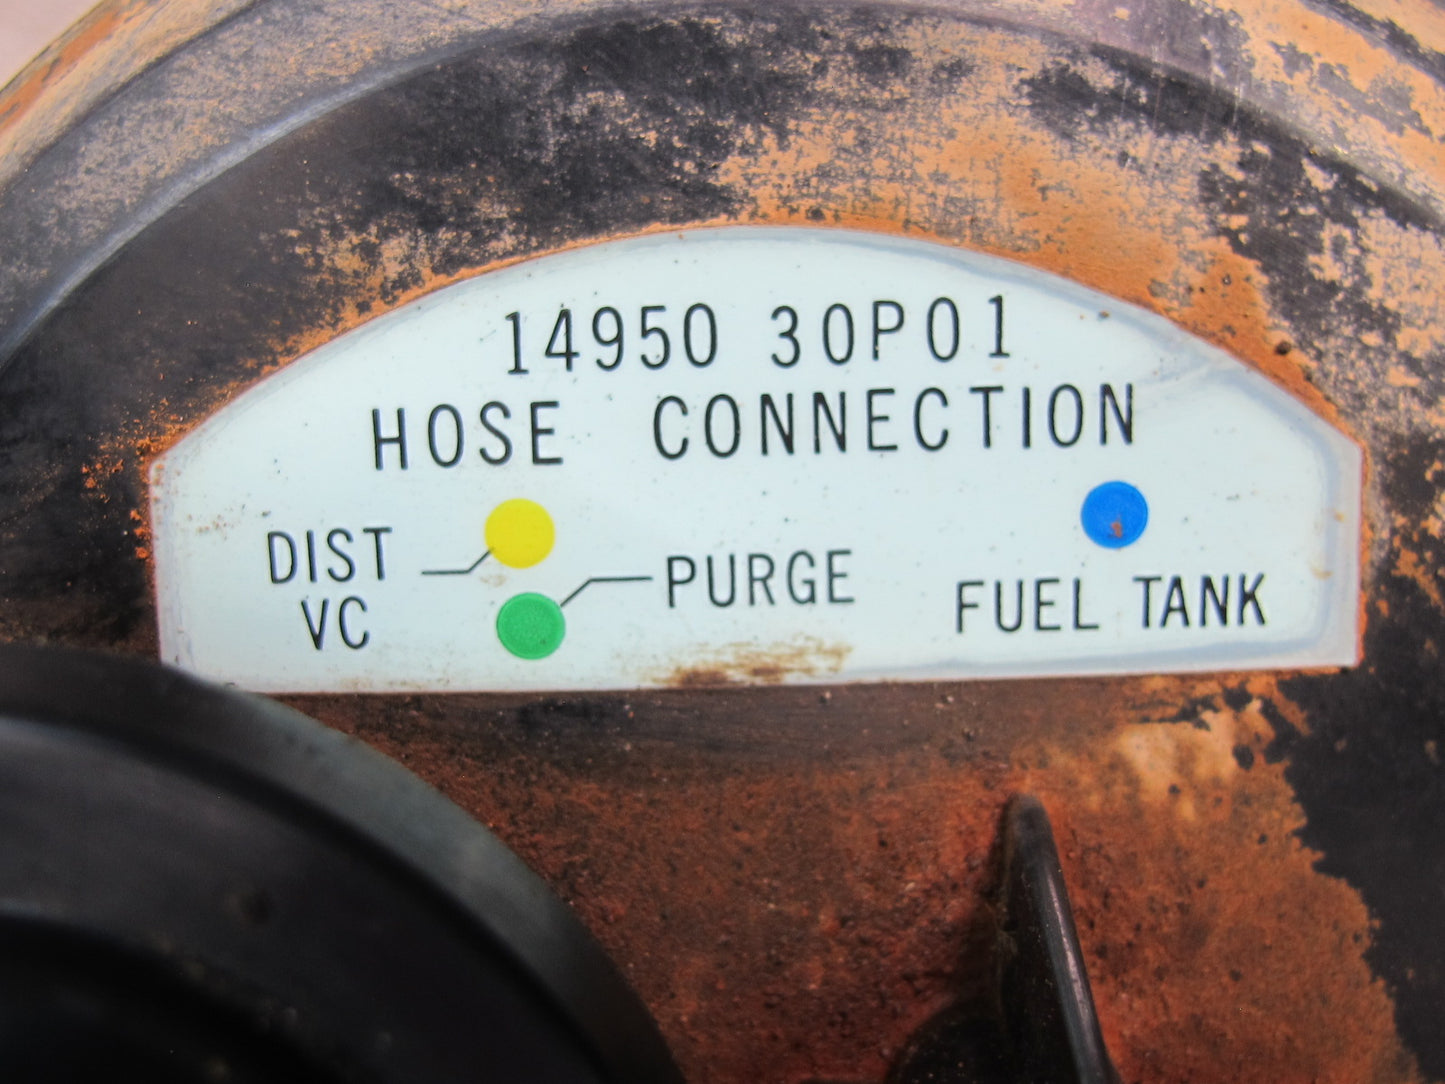 14950 30P01
HOSE CONNECTION
DIST
VC
PURGE
FUEL TANK